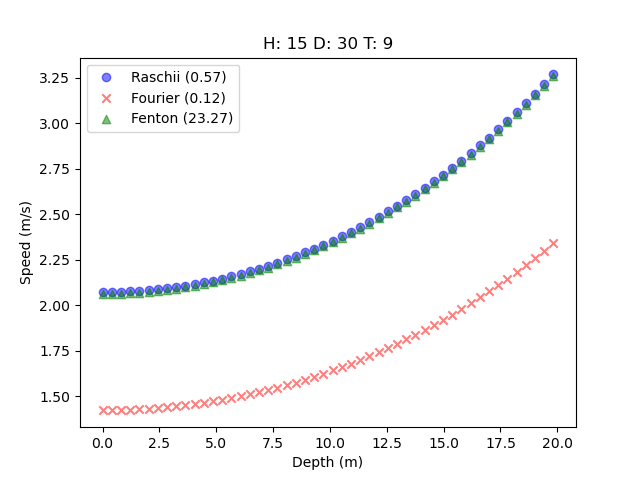 H: 15 D: 30 T: 9
Raschii (0.57)
Fourier (0.12)
Fenton (23.27)
Speed (m/s)
3.25
3.00
2.75
2.50
2.25
2.00
1.75
1.50
0.0 2.5 5.0 7.5 10.0 12.5 15.0 17.5 20.0
Depth (m)